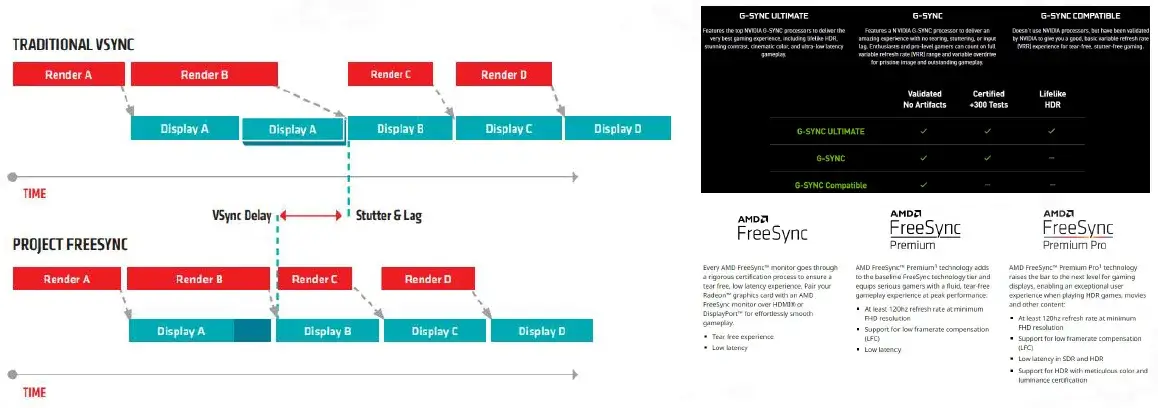 TRADITIONAL VSYNC
Render A
Render B
Render C
Render D
Display A
Display A
Display B
Display C
Display D
TIME
VSync Delay
Stutter & Lag
PROJECT FREESYNC
Render A
Render B
Render C
Render D
Display A
Display B
Display C
Display D
TIME
G-SYNC ULTIMATE
Features the top NVIDIA G-SYNC processors to deliver the
very best gaming experience, including lifelike HDR,
stunning contrast, cinematic color, and ultra-low latency
gameplay.
G-SYNC
Features a NVIDIA G-SYNC processor to deliver an
amazing experience with no tearing, stuttering, or input
lag. Enthusiasts and pro-level gamers can count on full
variable refresh rate (VRR) range and variable overdrive
for pristine image and outstanding gameplay.
G-SYNC COMPATIBLE
Doesn't use NVIDIA processors, but have been validated
by NVIDIA to give you a good, basic variable refresh rate
(VRR) experience for tear-free, stutter-free gaming.
Validated
No Artifacts
Certified
+300 Tests
Lifelike
HDR
G-SYNC ULTIMATE
G-SYNC
G-SYNC Compatible
AMD
FreeSync
Every AMD FreeSync™ monitor goes through
a rigorous certification process to ensure a
tear free, low latency experience. Pair your
Radeon™ graphics card with an AMD
FreeSync monitor over HDMI® or
DisplayPort™ for effortlessly smooth
gameplay.
Tear free experience
Low latency
AMD
FreeSync
Premium
AMD FreeSync™ Premium¹ technology adds
to the baseline FreeSync technology tier and
equips serious gamers with a fluid, tear-free
gameplay experience at peak performance:
At least 120hz refresh rate at minimum
FHD resolution
Support for low framerate compensation
(LFC)
Low latency
AMD
FreeSync
Premium Pro
AMD FreeSync™ Premium Pro¹ technology
raises the bar to the next level for gaming
displays, enabling an exceptional user
experience when playing HDR games, movies
and other content:
At least 120hz refresh rate at minimum
FHD resolution
Support for low framerate compensation
(LFC)
Low latency in SDR and HDR
Support for HDR with meticulous color and
luminance certification